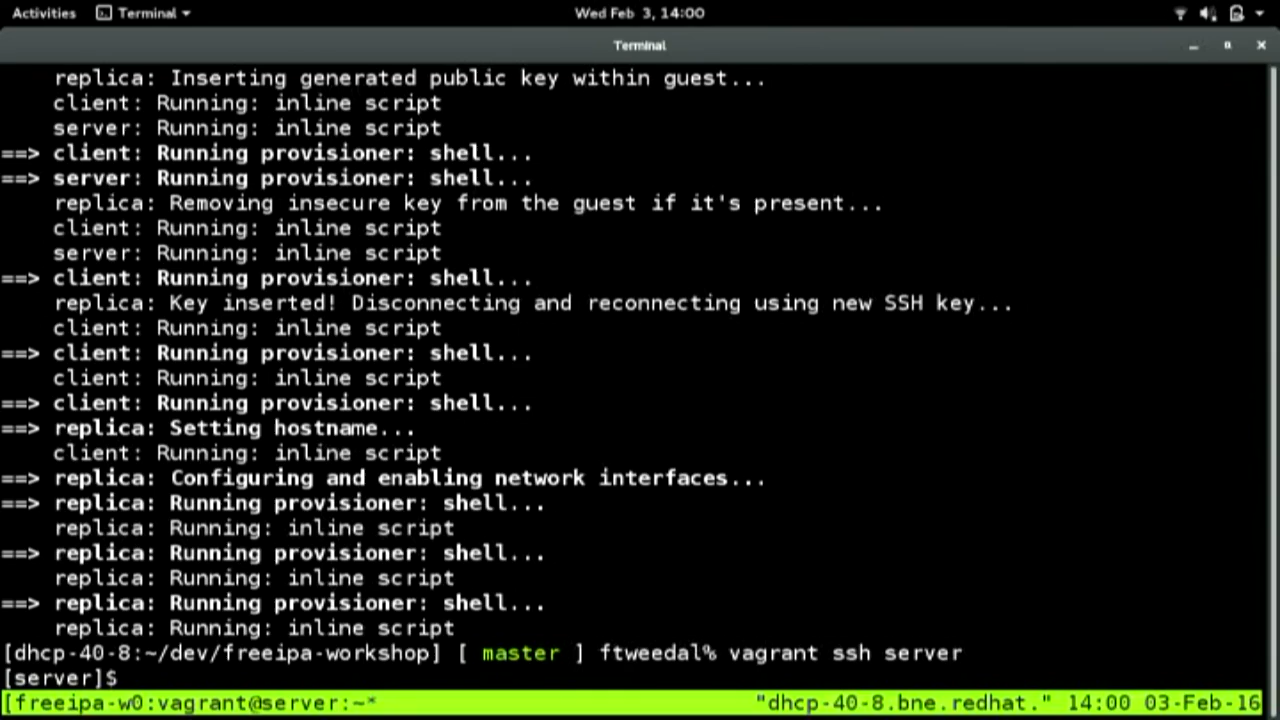 Activities Terminal Wed Feb 3, 14:00
Terminal
replica: Inserting generated public key within guest...
client: Running: inline script
server: Running: inline script
==> client: Running provisioner: shell...
==> server: Running provisioner: shell...
replica: Removing insecure key from the guest if it's present...
client: Running: inline script
server: Running: inline script
==> client: Running provisioner: shell...
replica: Key inserted! Disconnecting and reconnecting using new SSH key...
client: Running: inline script
==> client: Running provisioner: shell...
client: Running: inline script
==> client: Running provisioner: shell...
==> replica: Setting hostname...
client: Running: inline script
==> replica: Configuring and enabling network interfaces...
==> replica: Running provisioner: shell...
replica: Running: inline script
==> replica: Running provisioner: shell...
replica: Running: inline script
==> replica: Running provisioner: shell...
replica: Running: inline script
[dhcp-40-8:~/dev/freeipa-workshop] [ master ] ftweedal% vagrant ssh server
[server]$
[freeipa-w0:vagrant@server:~* "dhcp-40-8.bne.redhat." 14:00 03-Feb-16